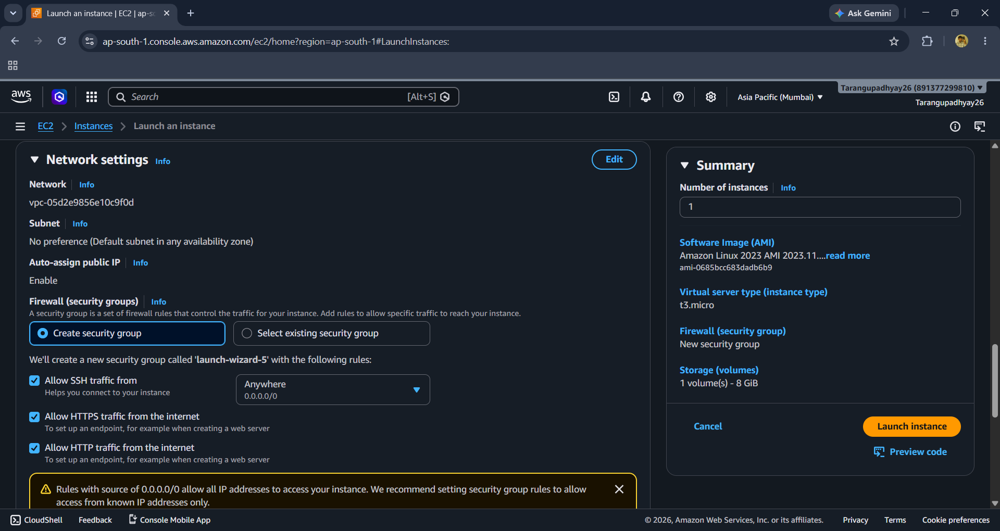 Launch an instance | EC2 | ap-sc
Ask Gemini
ap-south-1.console.aws.amazon.com/ec2/home?region=ap-south-1#LaunchInstances:
aws
Search
[Alt+S]
Asia Pacific (Mumbai)
Tarangupadhyay26 (891377299810)
Tarangupadhyay26
EC2
Instances
Launch an instance
Network settings Info
Edit
Network Info
vpc-05d2e9856e10c9f0d
Subnet Info
No preference (Default subnet in any availability zone)
Auto-assign public IP Info
Enable
Firewall (security groups) Info
A security group is a set of firewall rules that control the traffic for your instance. Add rules to allow specific traffic to reach your instance.
Create security group
Select existing security group
We'll create a new security group called 'launch-wizard-5' with the following rules:
Allow SSH traffic from
Helps you connect to your instance
Anywhere
0.0.0.0/0
Allow HTTPS traffic from the internet
To set up an endpoint, for example when creating a web server
Allow HTTP traffic from the internet
To set up an endpoint, for example when creating a web server
Rules with source of 0.0.0.0/0 allow all IP addresses to access your instance. We recommend setting security group rules to allow
access from known IP addresses only.
Summary
Number of instances Info
1
Software Image (AMI)
Amazon Linux 2023 AMI 2023.11....read more
ami-0685bcc683dadb6b9
Virtual server type (instance type)
t3.micro
Firewall (security group)
New security group
Storage (volumes)
1 volume(s) - 8 GiB
Cancel
Launch instance
Preview code
CloudShell
Feedback
Console Mobile App
© 2026, Amazon Web Services, Inc. or its affiliates.
Privacy
Terms
Cookie preferences